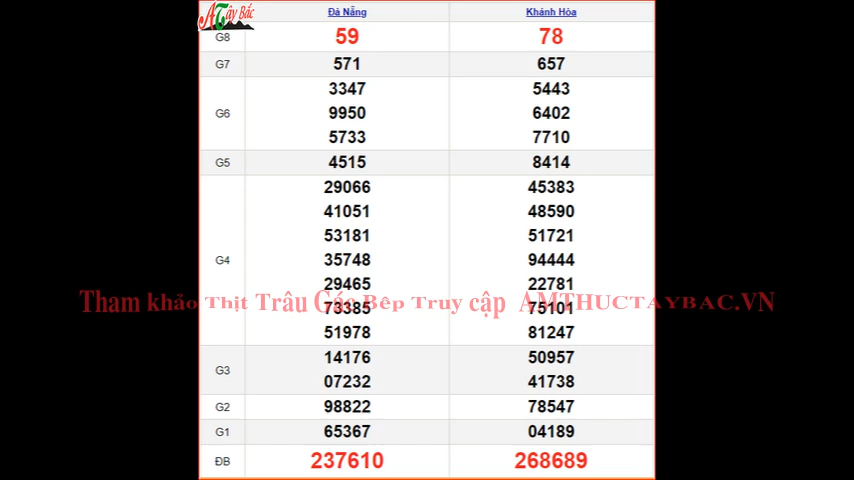 ATây Bắc
Đà Nẵng Khánh Hòa
G8 59 78
G7 571 657
3347 5443
G6 9950 6402
5733 7710
G5 4515 8414
29066 45383
41051 48590
53181 51721
G4 35748 94444
29465 22781
Tham khảo Thịt Trâu Gác Bếp Truy cập AMTHUCTAYBAC.VN
73385 75101
51978 81247
14176 50957
G3
07232 41738
G2 98822 78547
G1 65367 04189
ĐB 237610 268689